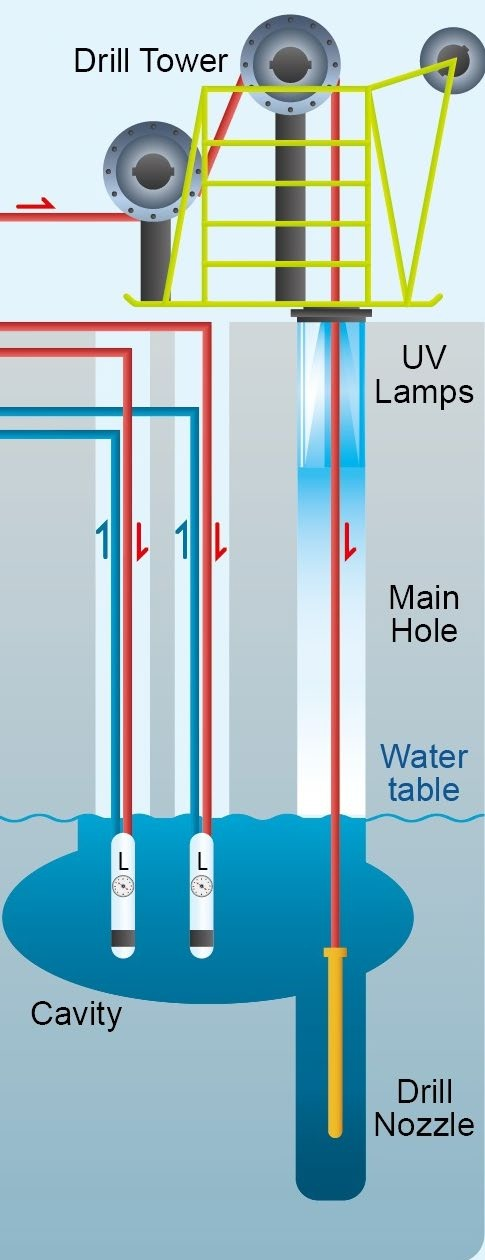 Drill Tower
UV
Lamps
Main
Hole
Water
table
L
L
Cavity
Drill
Nozzle